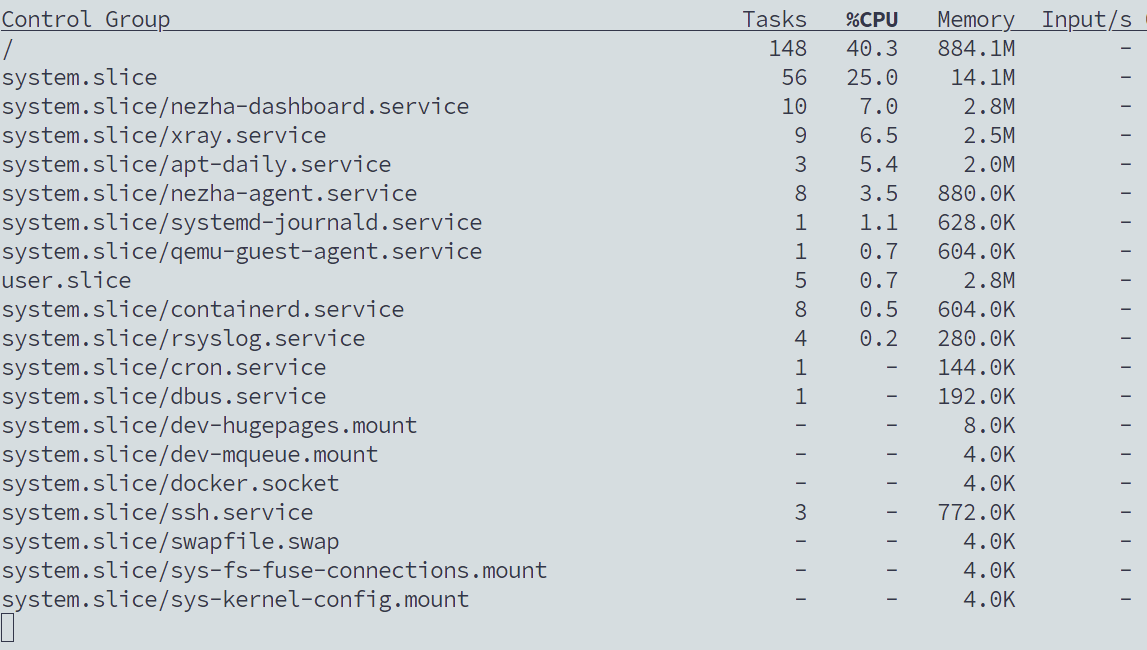 Control Group Tasks %CPU Memory Input/s
/ 148 40.3 884.1M -
system.slice 56 25.0 14.1M -
system.slice/nezha-dashboard.service 10 7.0 2.8M -
system.slice/xray.service 9 6.5 2.5M -
system.slice/apt-daily.service 3 5.4 2.0M -
system.slice/nezha-agent.service 8 3.5 880.0K -
system.slice/systemd-journald.service 1 1.1 628.0K -
system.slice/qemu-guest-agent.service 1 0.7 604.0K -
user.slice 5 0.7 2.8M -
system.slice/containerd.service 8 0.5 604.0K -
system.slice/rsyslog.service 4 0.2 280.0K -
system.slice/cron.service 1 - 144.0K -
system.slice/dbus.service 1 - 192.0K -
system.slice/dev-hugepages.mount - - 8.0K -
system.slice/dev-mqueue.mount - - 4.0K -
system.slice/docker.socket - - 4.0K -
system.slice/ssh.service 3 - 772.0K -
system.slice/swapfile.swap - - 4.0K -
system.slice/sys-fs-fuse-connections.mount - - 4.0K -
system.slice/sys-kernel-config.mount - - 4.0K -